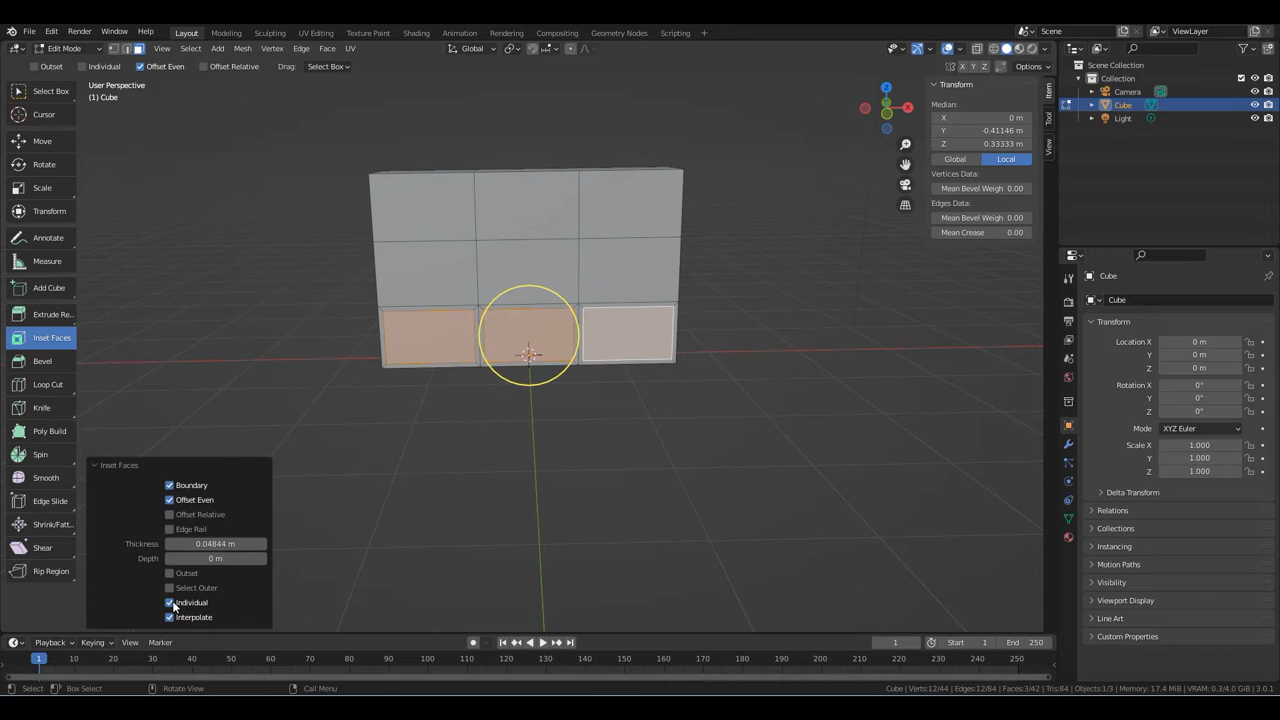 File Edit Render Window Help Layout Modeling Sculpting UV Editing Texture Paint Shading Animation Rendering Compositing Geometry Nodes Scripting + Scene ViewLayer
Edit Mode View Select Add Mesh Vertex Edge Face UV Global
Outset Individual Offset Even Offset Relative Drag: Select Box X Y Z Options
User Perspective
(1) Cube
Select Box
Cursor
Move
Rotate
Scale
Transform
Annotate
Measure
Add Cube
Extrude Re...
Inset Faces
Bevel
Loop Cut
Knife
Poly Build
Spin
Smooth
Edge Slide
Shrink/Fatt...
Shear
Rip Region
Inset Faces
Boundary
Offset Even
Offset Relative
Edge Rail
Thickness 0.04844 m
Depth 0 m
Outset
Select Outer
Individual
Interpolate
Z
X
Transform
Median:
X 0 m
Y -0.41146 m
Z 0.33333 m
Global Local
Vertices Data:
Mean Bevel Weigh 0.00
Edges Data:
Mean Bevel Weigh 0.00
Mean Crease 0.00
Item
Tool
View
Scene Collection
Collection
Camera
Cube
Light
Cube
Cube
Transform
Location X 0 m
Y 0 m
Z 0 m
Rotation X 0°
Y 0°
Z 0°
Mode XYZ Euler
Scale X 1.000
Y 1.000
Z 1.000
Delta Transform
Relations
Collections
Instancing
Motion Paths
Visibility
Viewport Display
Line Art
Custom Properties
Playback Keying View Marker 1 Start 1 End 250
1 10 20 30 40 50 60 70 80 90 100 110 120 130 140 150 160 170 180 190 200 210 220 230 240 250
Select Box Select Rotate View Call Menu Cube | Verts:12/44 | Edges:12/84 | Faces:3/42 | Tris:84 | Objects:1/3 | Memory: 17.4 MiB | VRAM: 0.3/4.0 GiB | 3.0.1